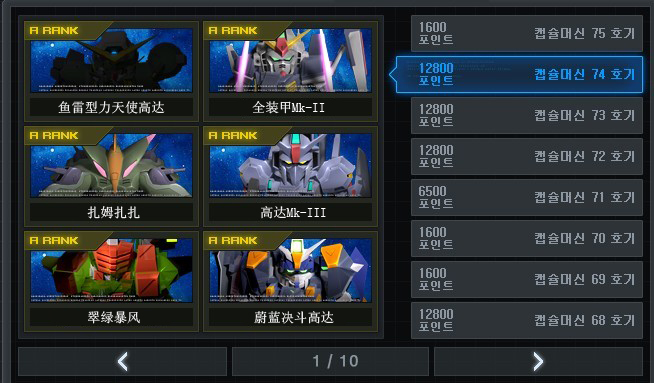 A RANK
鱼雷型力天使高达
A RANK
全装甲Mk-II
A RANK
扎姆扎扎
A RANK
高达Mk-III
A RANK
翠绿暴风
A RANK
蔚蓝决斗高达
1600
포인트
캡슐머신 75 호기
12800
포인트
캡슐머신 74 호기
12800
포인트
캡슐머신 73 호기
12800
포인트
캡슐머신 72 호기
6500
포인트
캡슐머신 71 호기
1600
포인트
캡슐머신 70 호기
1600
포인트
캡슐머신 69 호기
12800
포인트
캡슐머신 68 호기
1 / 10